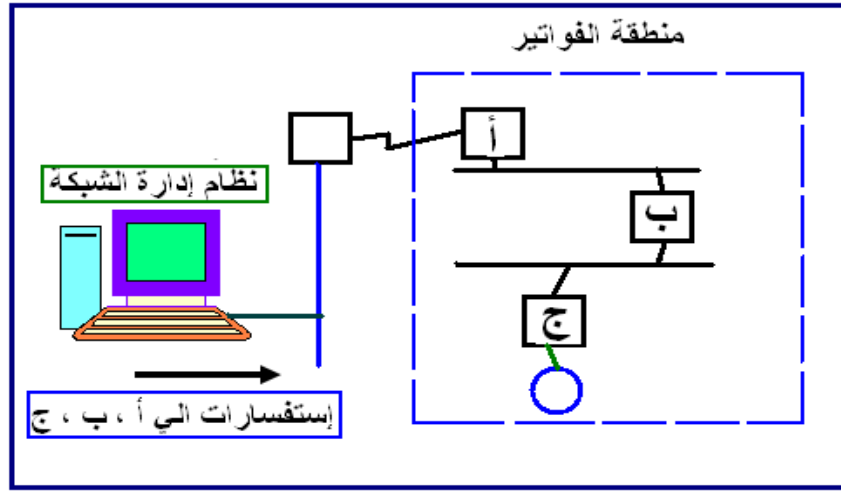 منطقة الفواتير
أ
نظام إدارة الشبكة
ب
ج
إستفسارات الي أ ، ب ، ج